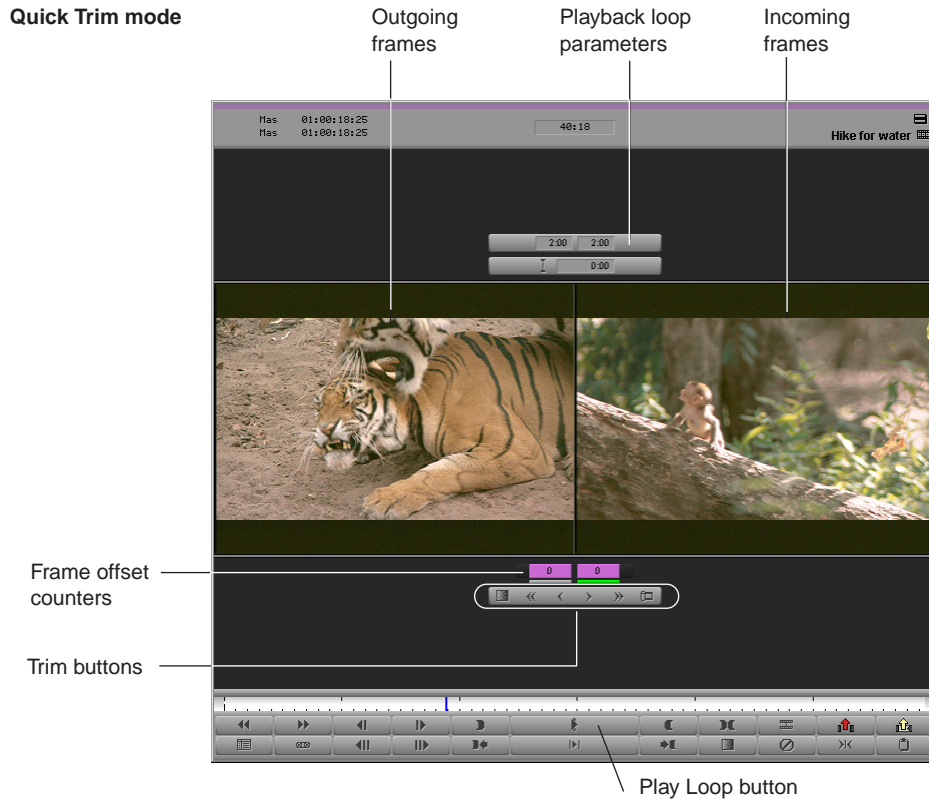 Quick Trim mode
Outgoing
frames
Playback loop
parameters
Incoming
frames
Mas 01:00:18:25
Mas 01:00:18:25
40:18
Hike for water
2:00 2:00
0:00
Frame offset
counters
0 0
Trim buttons
Play Loop button